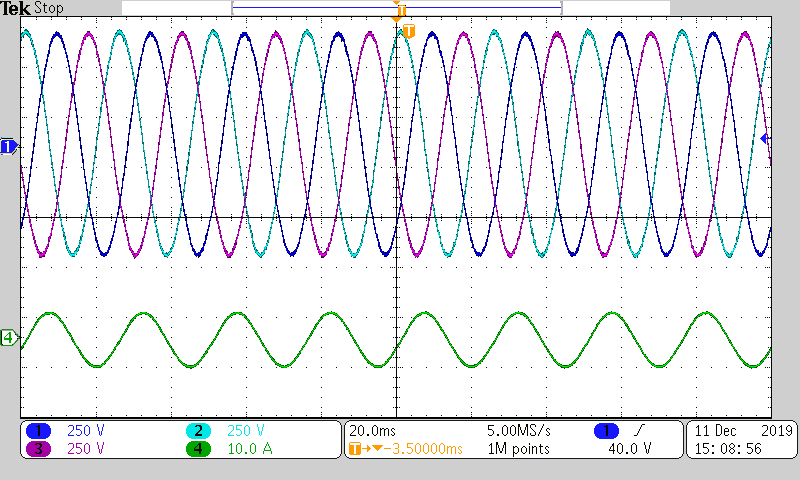 Tek Stop
T
T
1
4
1 250 V 2 250 V 20.0ms 5.00MS/s 1 40.0 V 11 Dec 2019
3 250 V 4 10.0 A T→▼−3.50000ms 1M points 15:08:56